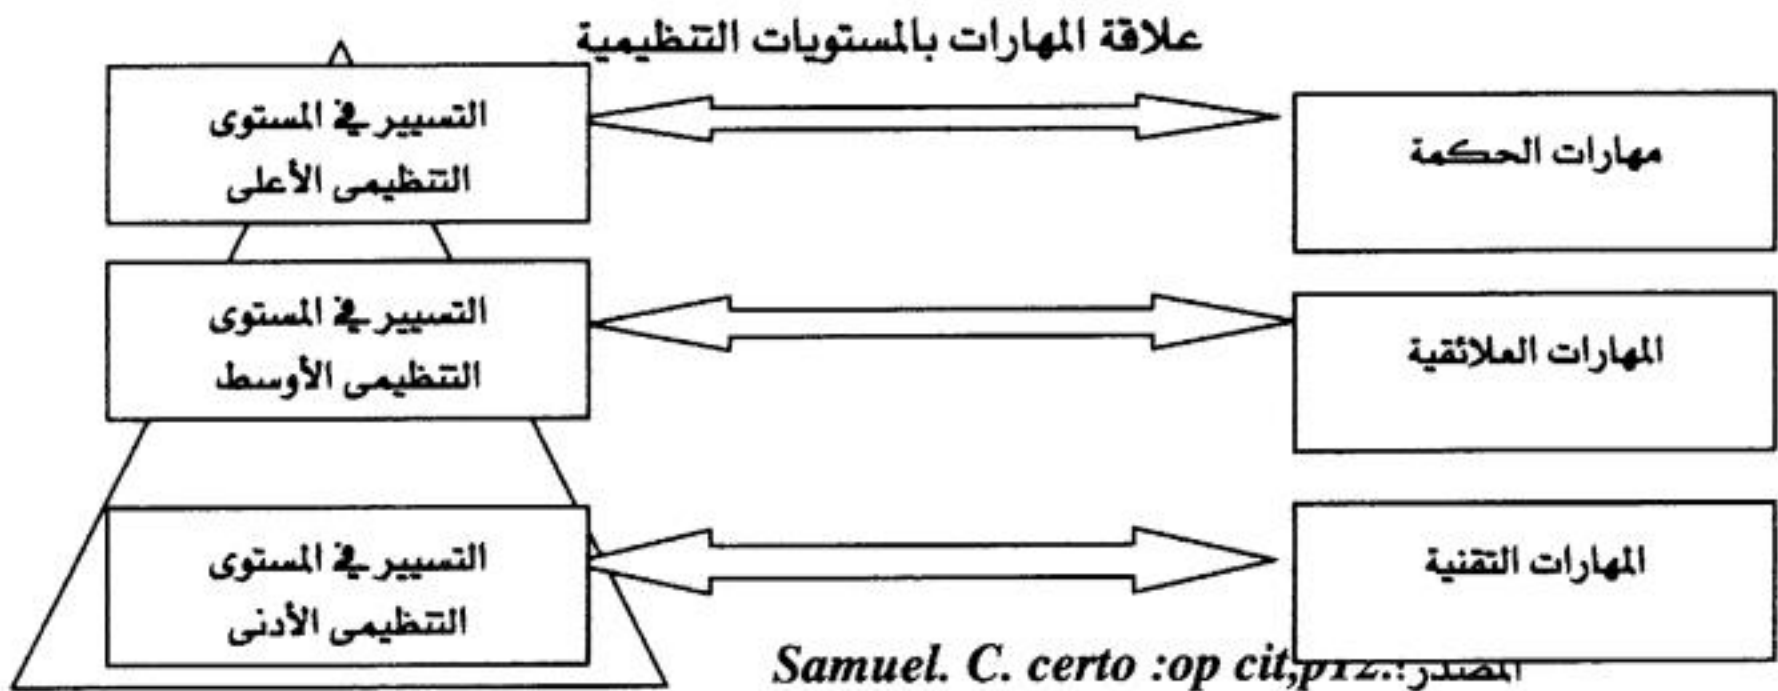 علاقة المهارات بالمستويات التنظيمية
التسيير في المستوى
التنظيمي الأعلى
مهارات الحكمة
التسيير في المستوى
التنظيمي الأوسط
المهارات العلائقية
التسيير في المستوى
التنظيمي الأدنى
المهارات التقنية
المصدر: Samuel. C. certo :op cit,p12.